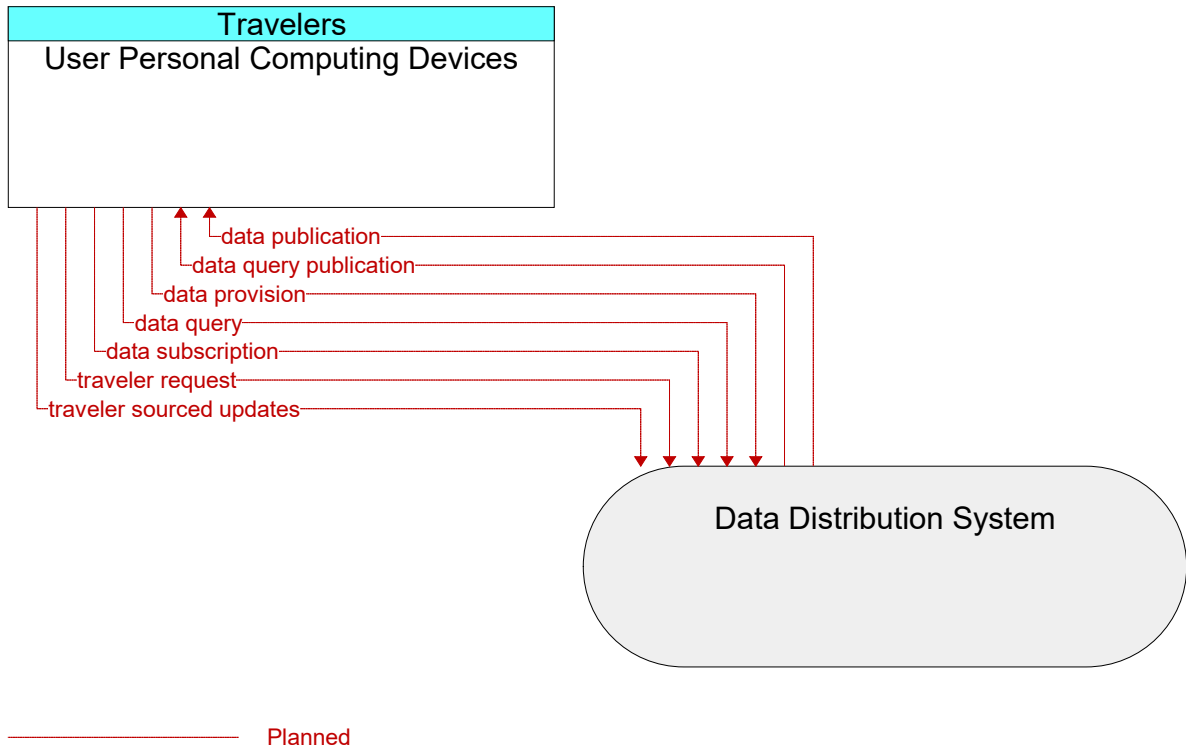 Travelers
User Personal Computing Devices
data publication
data query publication
data provision
data query
data subscription
traveler request
traveler sourced updates
Data Distribution System
Planned